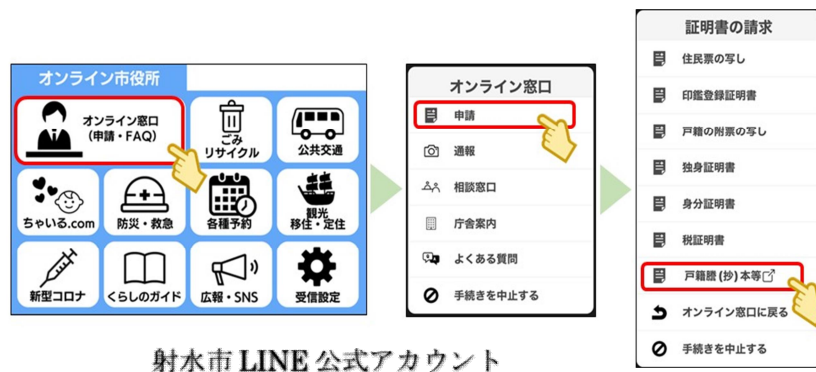 オンライン市役所
オンライン窓口
(申請・FAQ)
ごみ
リサイクル
公共交通
ちゃいる.com
防災・救急
各種予約
観光
移住・定住
新型コロナ
くらしのガイド
広報・SNS
受信設定
オンライン窓口
申請
通報
相談窓口
庁舎案内
よくある質問
手続きを中止する
証明書の請求
住民票の写し
印鑑登録証明書
戸籍の附票の写し
独身証明書
身分証明書
税証明書
戸籍謄(抄)本等
オンライン窓口に戻る
手続きを中止する
射水市 LINE 公式アカウント